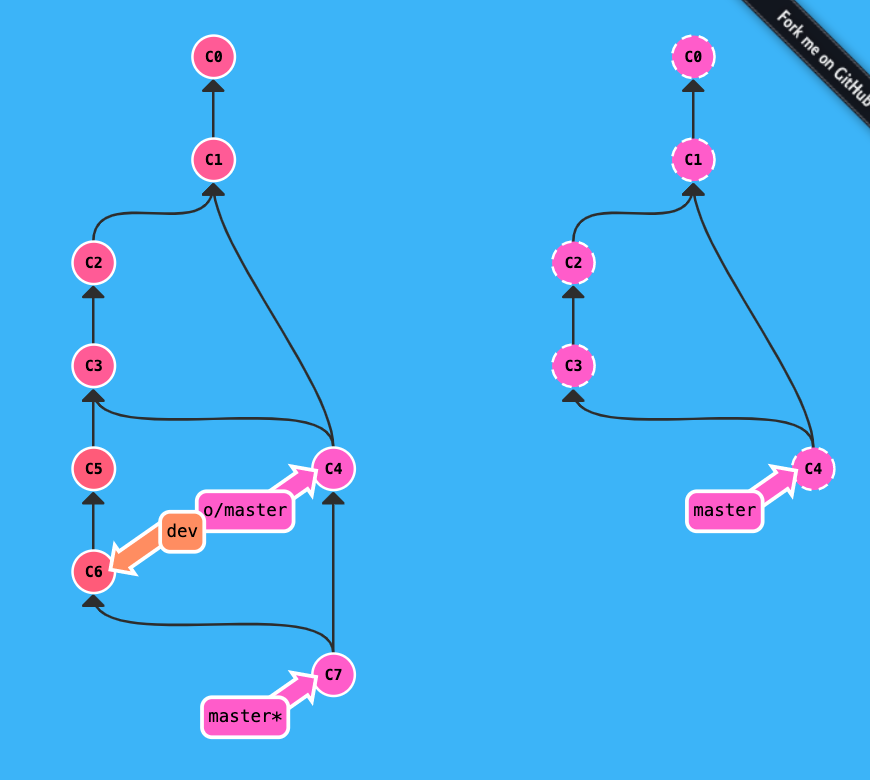 C0
C1
C2
C3
C5
C4
o/master
dev
C6
C7
master*
C0
C1
C2
C3
C4
master
Fork me on GitHub